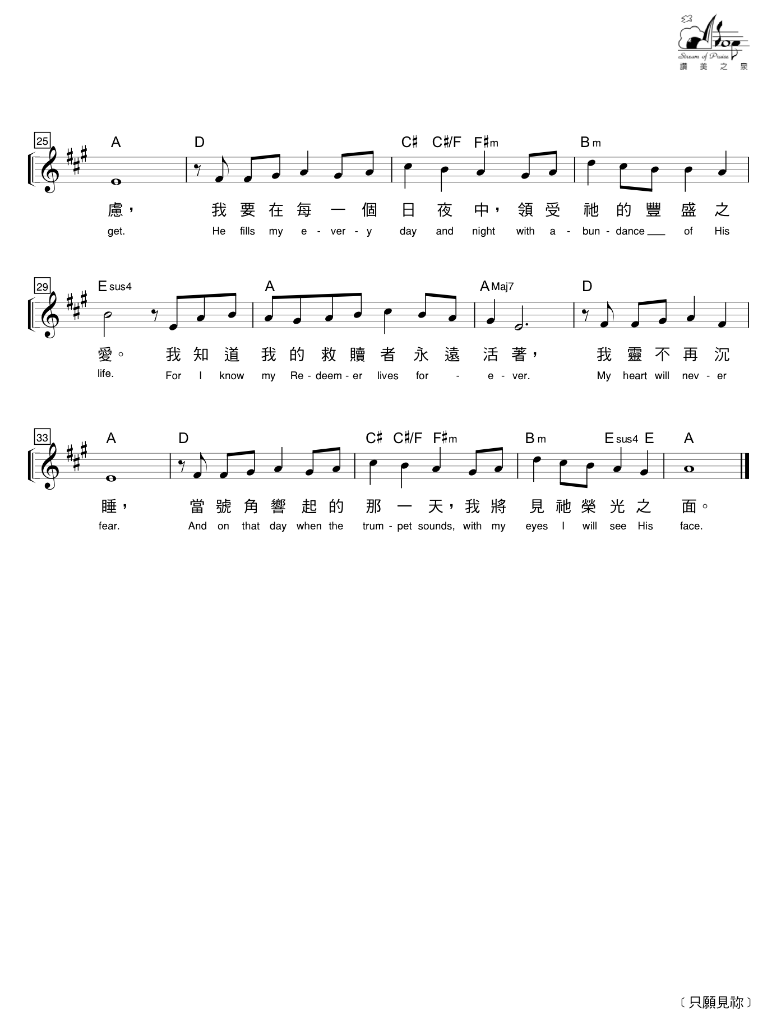 Stream of Praise
讚美之泉
25 A D C♯ C♯/F F♯m Bm
慮， 我要在每一個日夜中，領受祂的豐盛之
get. He fills my e - ver - y day and night with a - bun - dance ___ of His
29 Esus4 A AMaj7 D
愛。 我知道我的救贖者永遠活著， 我靈不再沉
life. For I know my Re - deem - er lives for - e - ver. My heart will nev - er
33 A D C♯ C♯/F F♯m Bm Esus4 E A
睡， 當號角響起的那一天，我將見祂榮光之面。
fear. And on that day when the trum - pet sounds, with my eyes I will see His face.
﹝只願見祢﹞